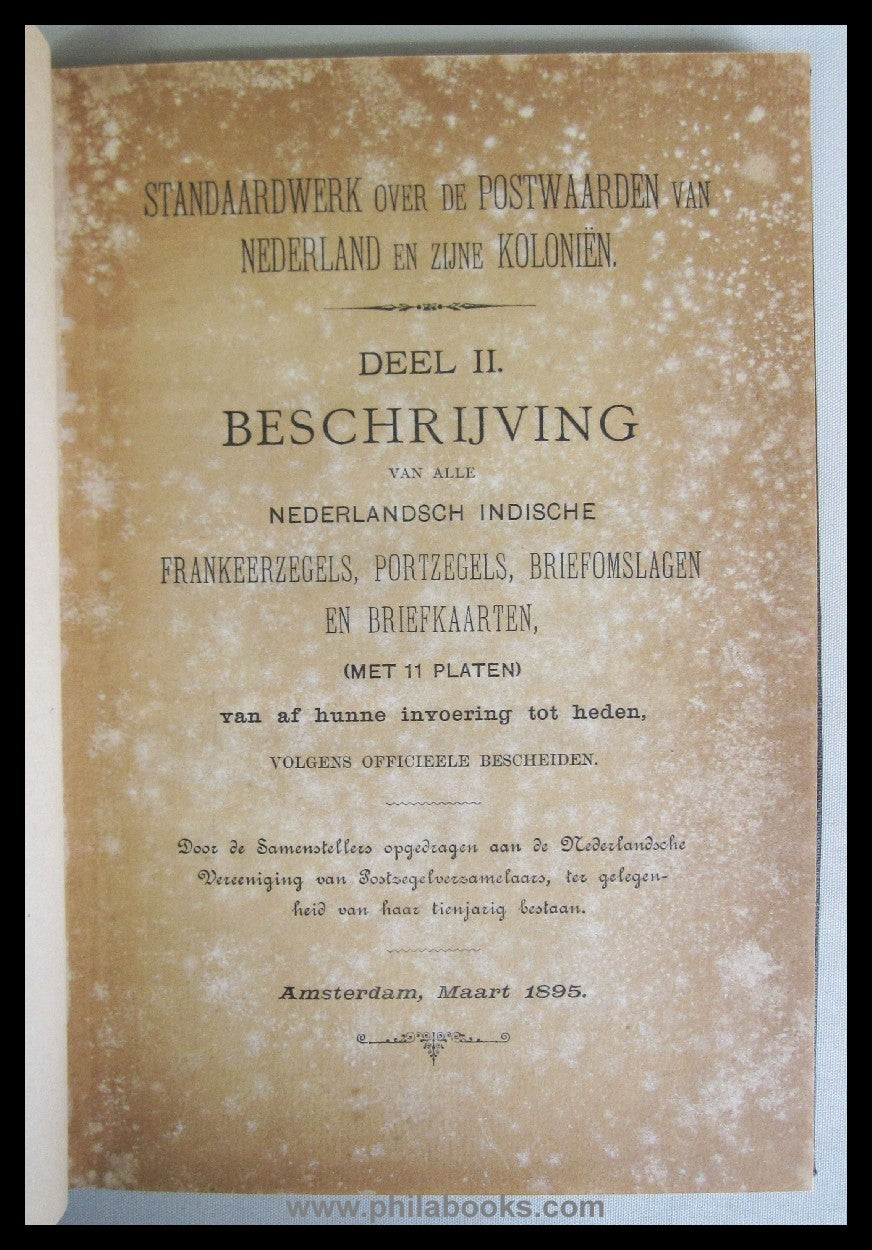 STANDAARDWERK OVER DE POSTWAARDEN VAN
NEDERLAND EN ZIJNE KOLONIËN.
DEEL II.
BESCHRIJVING
VAN ALLE
NEDERLANDSCH INDISCHE
FRANKEERZEGELS, PORTZEGELS, BRIEFOMSLAGEN
EN BRIEFKAARTEN,
(MET 11 PLATEN)
van af hunne invoering tot heden,
VOLGENS OFFICIEELE BESCHEIDEN.
Door de Samenstellers opgedragen aan de Nederlandsche
Vereeniging van Postzegelverzamelaars, ter gelegen-
heid van haar tienjarig bestaan.
Amsterdam, Maart 1895.
www.philabooks.com